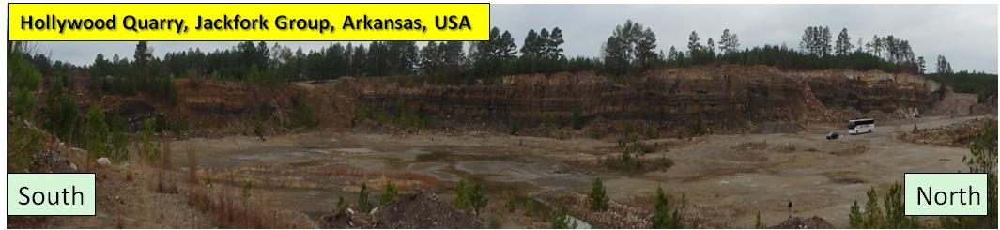 Hollywood Quarry, Jackfork Group, Arkansas, USA
South
North